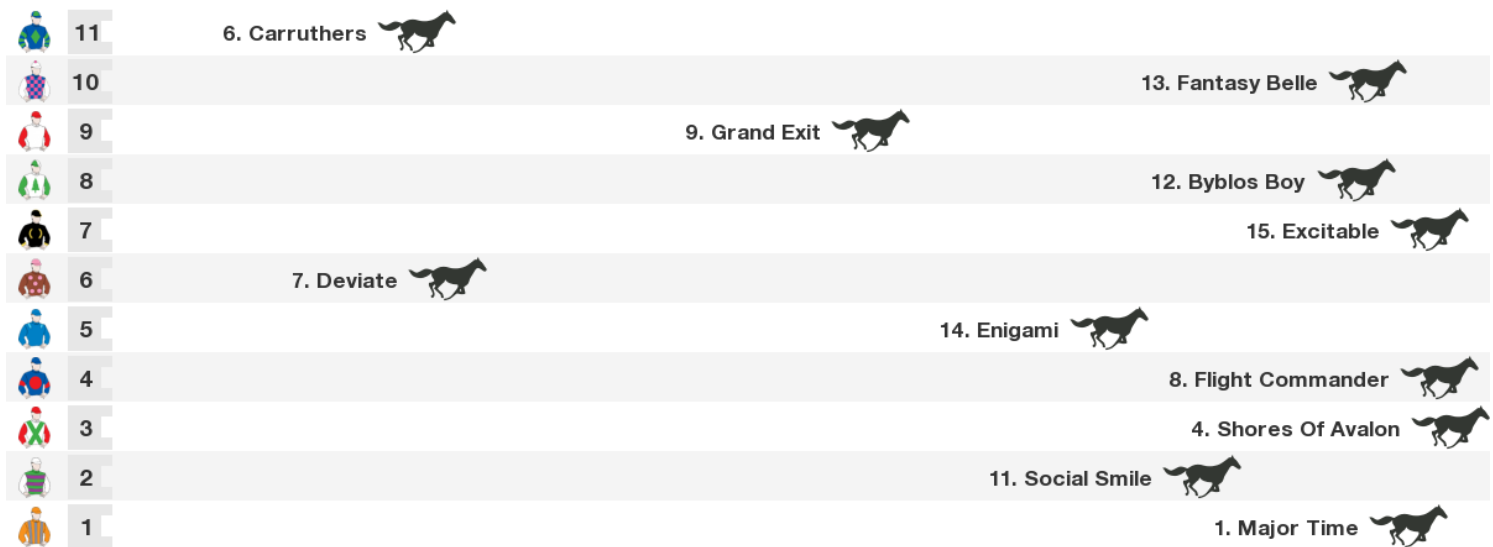 11 6. Carruthers
10 13. Fantasy Belle
9 9. Grand Exit
8 12. Byblos Boy
7 15. Excitable
6 7. Deviate
5 14. Enigami
4 8. Flight Commander
3 4. Shores Of Avalon
2 11. Social Smile
1 1. Major Time